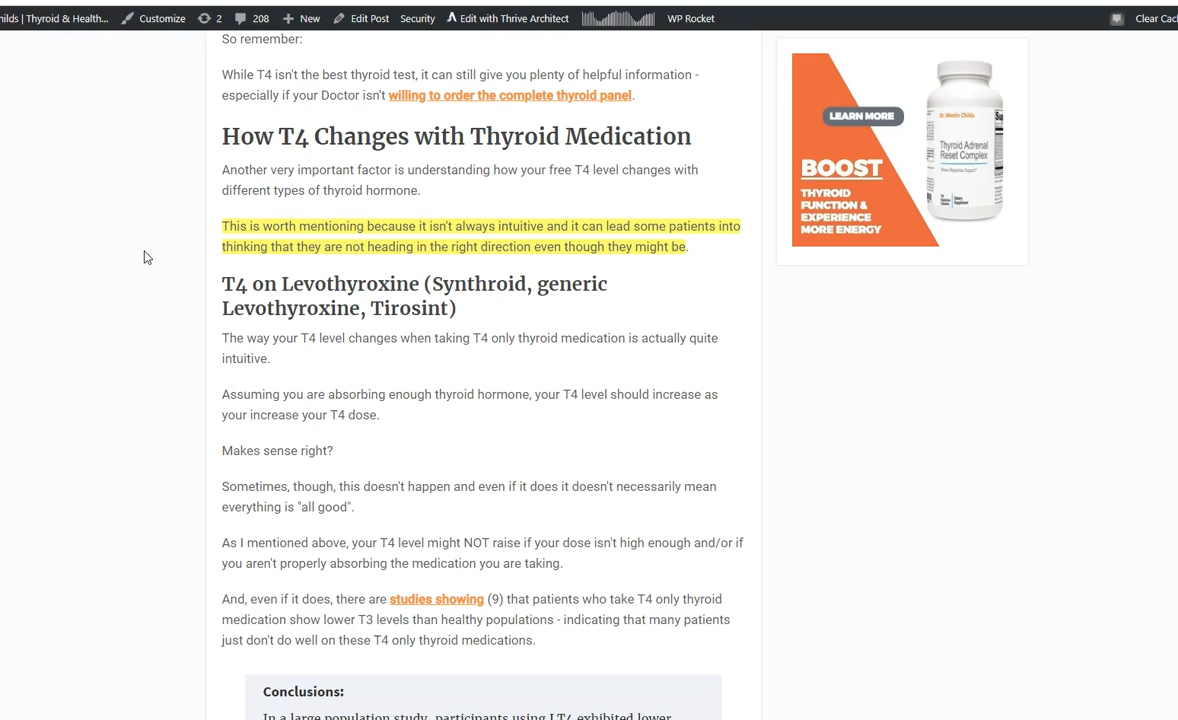 hilds | Thyroid & Health... Customize 2 208 New Edit Post Security Edit with Thrive Architect WP Rocket Clear Cac
So remember:
While T4 isn't the best thyroid test, it can still give you plenty of helpful information -
especially if your Doctor isn't willing to order the complete thyroid panel.
How T4 Changes with Thyroid Medication
Another very important factor is understanding how your free T4 level changes with
different types of thyroid hormone.
This is worth mentioning because it isn't always intuitive and it can lead some patients into
thinking that they are not heading in the right direction even though they might be.
T4 on Levothyroxine (Synthroid, generic
Levothyroxine, Tirosint)
The way your T4 level changes when taking T4 only thyroid medication is actually quite
intuitive.
Assuming you are absorbing enough thyroid hormone, your T4 level should increase as
your increase your T4 dose.
Makes sense right?
Sometimes, though, this doesn't happen and even if it does it doesn't necessarily mean
everything is "all good".
As I mentioned above, your T4 level might NOT raise if your dose isn't high enough and/or if
you aren't properly absorbing the medication you are taking.
And, even if it does, there are studies showing (9) that patients who take T4 only thyroid
medication show lower T3 levels than healthy populations - indicating that many patients
just don't do well on these T4 only thyroid medications.
Conclusions:
In a large population study, participants using LT4 exhibited lower
LEARN MORE
BOOST
THYROID
FUNCTION &
EXPERIENCE
MORE ENERGY
Dr. Westin Childs
Thyroid Adrenal
Reset Complex